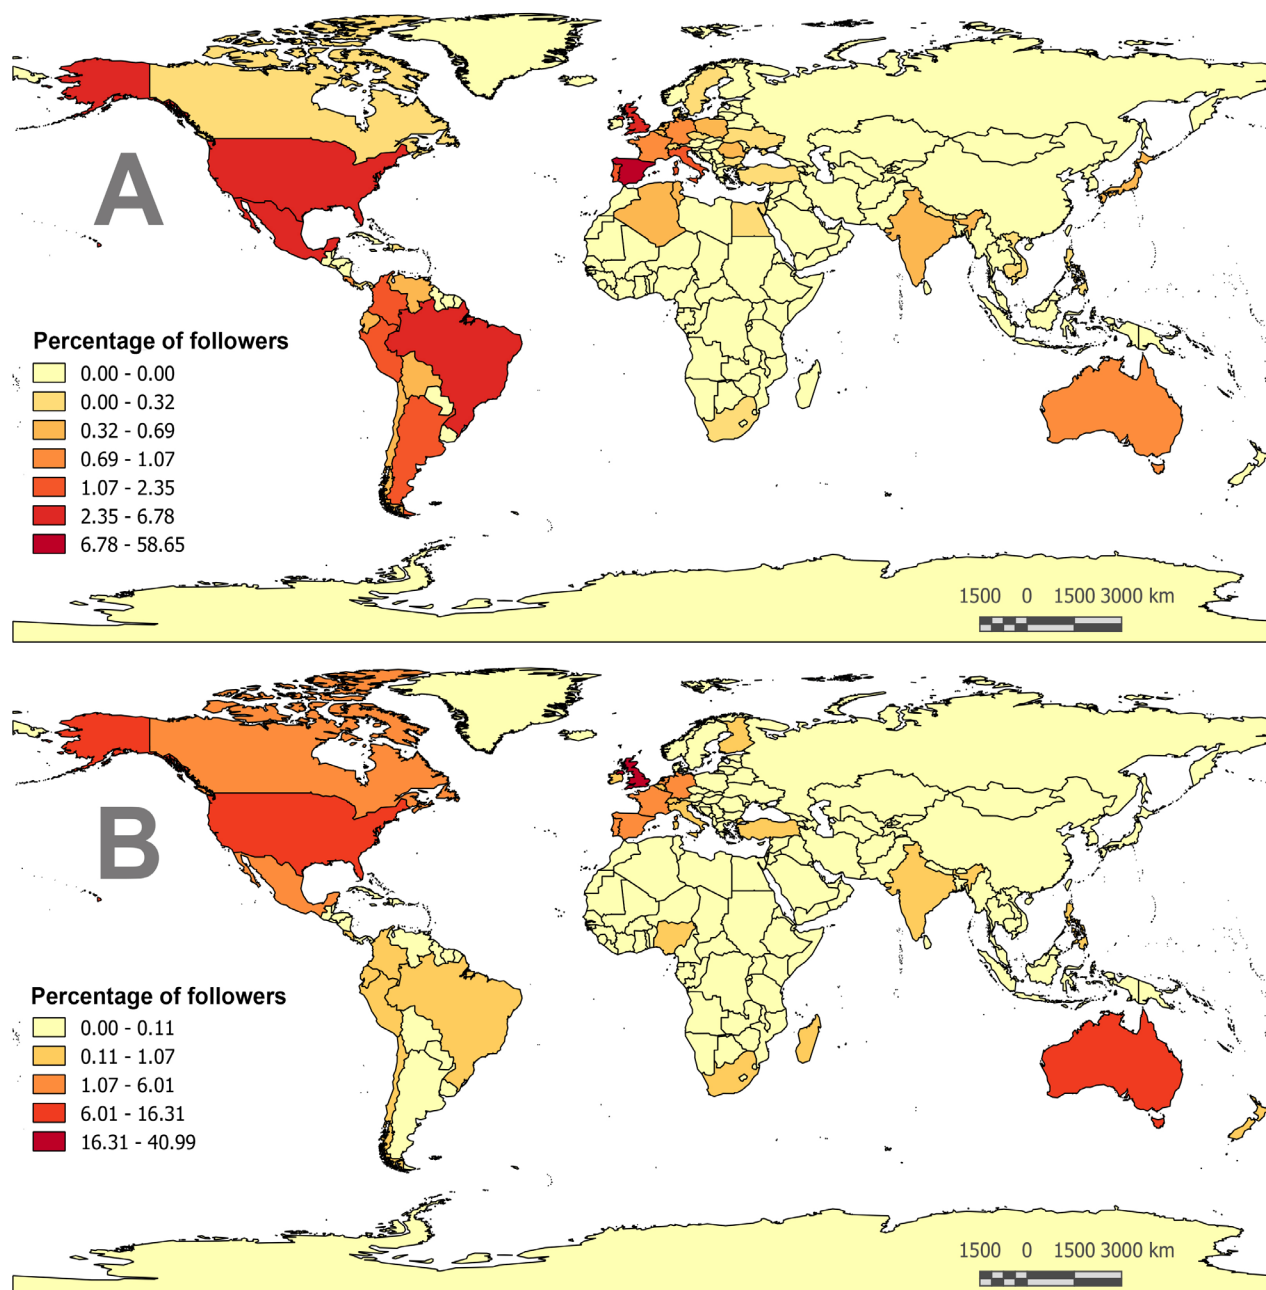 A
Percentage of followers
0.00 - 0.00
0.00 - 0.32
0.32 - 0.69
0.69 - 1.07
1.07 - 2.35
2.35 - 6.78
6.78 - 58.65
1500 0 1500 3000 km
B
Percentage of followers
0.00 - 0.11
0.11 - 1.07
1.07 - 6.01
6.01 - 16.31
16.31 - 40.99
1500 0 1500 3000 km